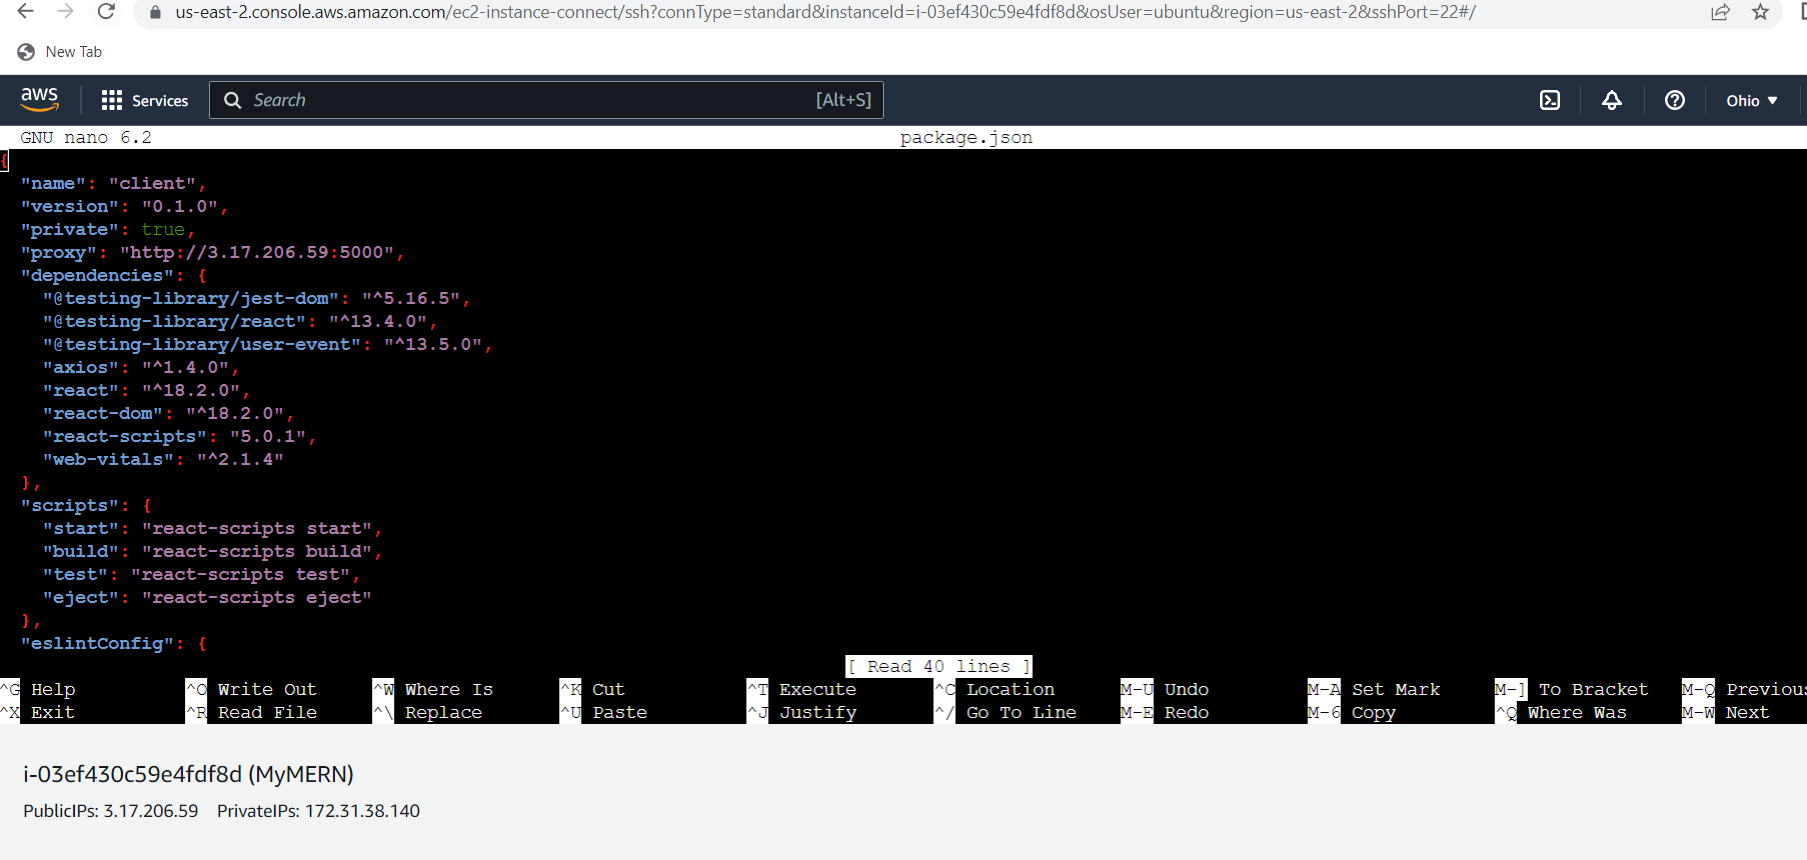 us-east-2.console.aws.amazon.com/ec2-instance-connect/ssh?connType=standard&instanceId=i-03ef430c59e4fdf8d&osUser=ubuntu&region=us-east-2&sshPort=22#/
New Tab
aws Services Search [Alt+S] Ohio
GNU nano 6.2 package.json
{
"name": "client",
"version": "0.1.0",
"private": true,
"proxy": "http://3.17.206.59:5000",
"dependencies": {
"@testing-library/jest-dom": "^5.16.5",
"@testing-library/react": "^13.4.0",
"@testing-library/user-event": "^13.5.0",
"axios": "^1.4.0",
"react": "^18.2.0",
"react-dom": "^18.2.0",
"react-scripts": "5.0.1",
"web-vitals": "^2.1.4"
},
"scripts": {
"start": "react-scripts start",
"build": "react-scripts build",
"test": "react-scripts test",
"eject": "react-scripts eject"
},
"eslintConfig": {
[ Read 40 lines ]
^G Help ^O Write Out ^W Where Is ^K Cut ^T Execute ^C Location M-U Undo M-A Set Mark M-] To Bracket M-Q Previous
^X Exit ^R Read File ^\ Replace ^U Paste ^J Justify ^/ Go To Line M-E Redo M-6 Copy ^Q Where Was M-W Next
i-03ef430c59e4fdf8d (MyMERN)
PublicIPs: 3.17.206.59 PrivateIPs: 172.31.38.140